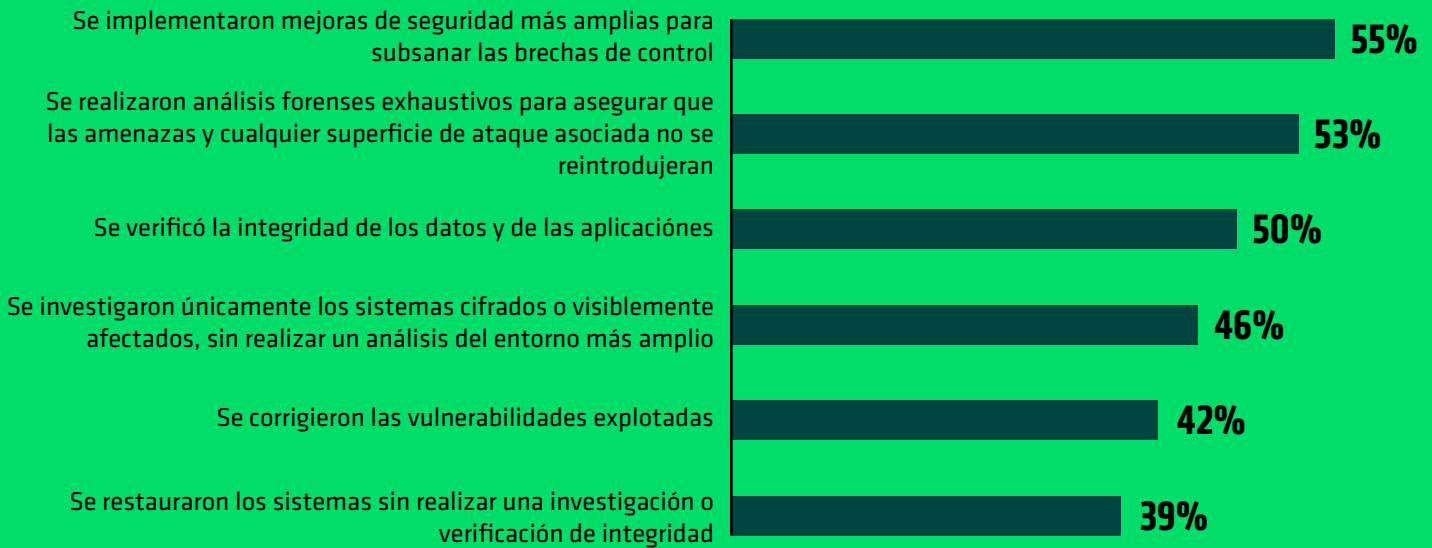 Se implementaron mejoras de seguridad más amplias para
subsanar las brechas de control
55%
Se realizaron análisis forenses exhaustivos para asegurar que
las amenazas y cualquier superficie de ataque asociada no se
reintrodujeran
53%
Se verificó la integridad de los datos y de las aplicaciónes
50%
Se investigaron únicamente los sistemas cifrados o visiblemente
afectados, sin realizar un análisis del entorno más amplio
46%
Se corrigieron las vulnerabilidades explotadas
42%
Se restauraron los sistemas sin realizar una investigación o
verificación de integridad
39%